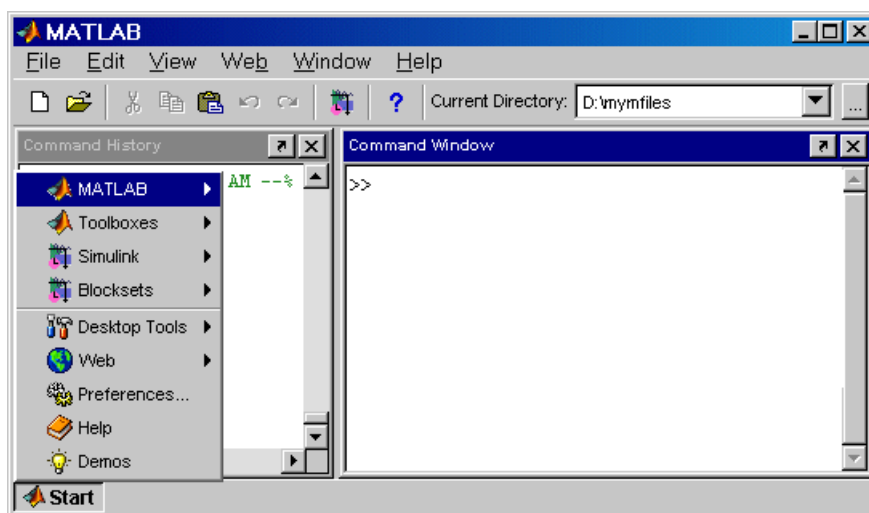 MATLAB
File Edit View Web Window Help
Current Directory: D:\mymfiles ...
Command History
Command Window
AM --%
>>
MATLAB
Toolboxes
Simulink
Blocksets
Desktop Tools
Web
Preferences...
Help
Demos
Start